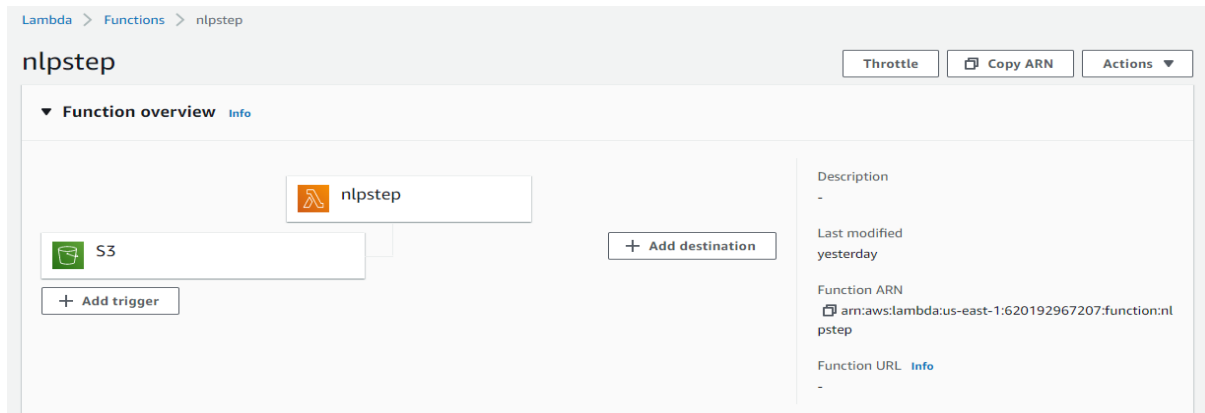 Lambda > Functions > nlpstep
nlpstep
Throttle
Copy ARN
Actions
Function overview Info
nlpstep
S3
+ Add trigger
+ Add destination
Description
-
Last modified
yesterday
Function ARN
arn:aws:lambda:us-east-1:620192967207:function:nl
pstep
Function URL Info
-